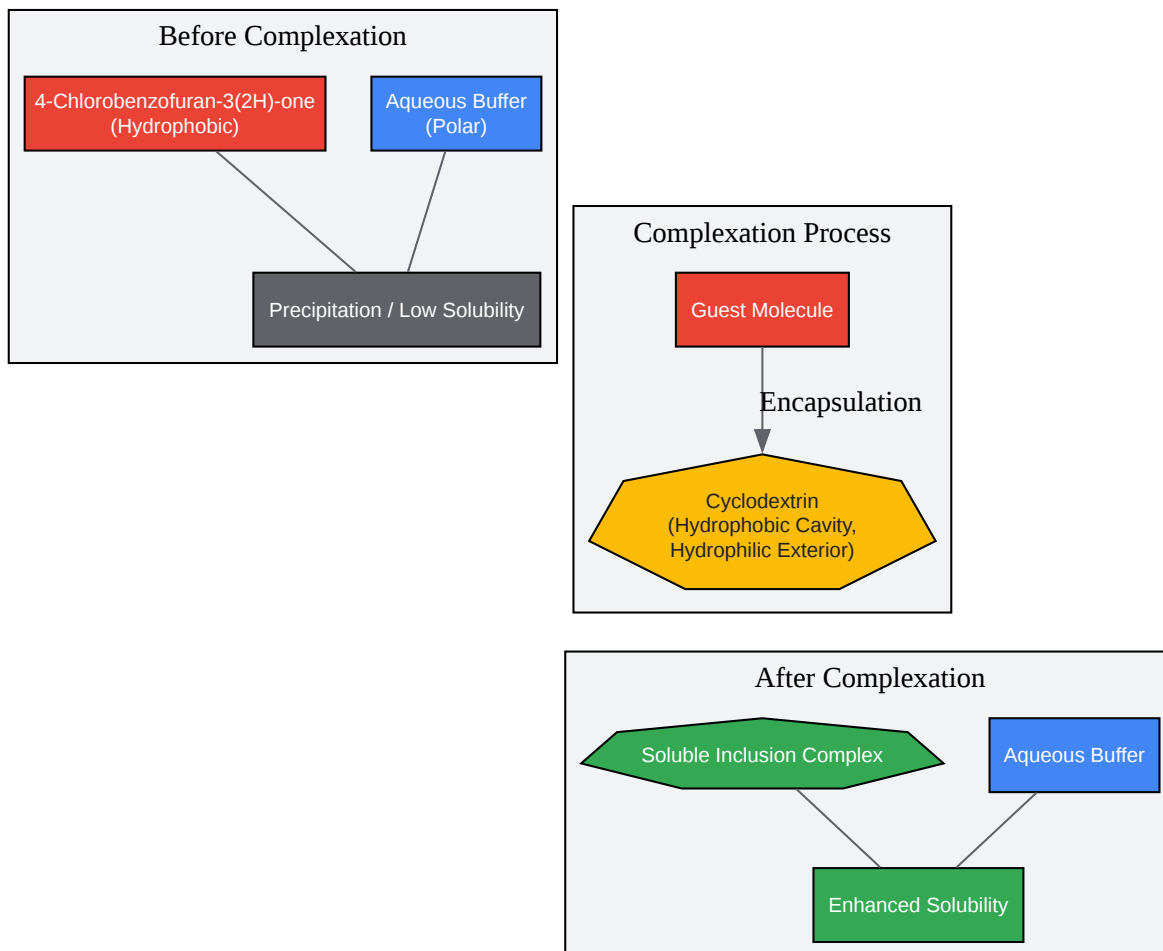 Before Complexation
4-Chlorobenzofuran-3(2H)-one
(Hydrophobic)
Aqueous Buffer
(Polar)
Precipitation / Low Solubility
Complexation Process
Guest Molecule
Encapsulation
Cyclodextrin
(Hydrophobic Cavity,
Hydrophilic Exterior)
After Complexation
Soluble Inclusion Complex
Aqueous Buffer
Enhanced Solubility